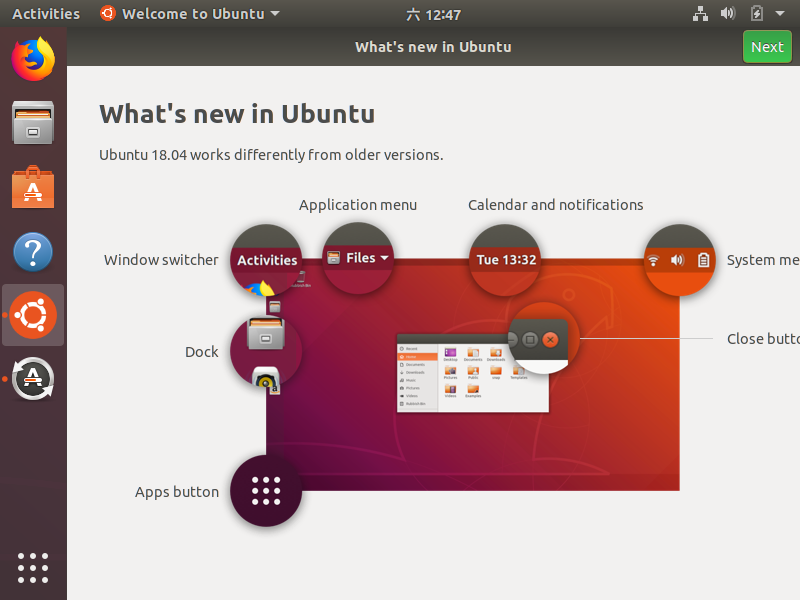 Activities Welcome to Ubuntu 六 12:47
What's new in Ubuntu Next
What's new in Ubuntu
Ubuntu 18.04 works differently from older versions.
Application menu Calendar and notifications
Window switcher Activities Files Tue 13:32 System me
Close butto
Dock
Apps button